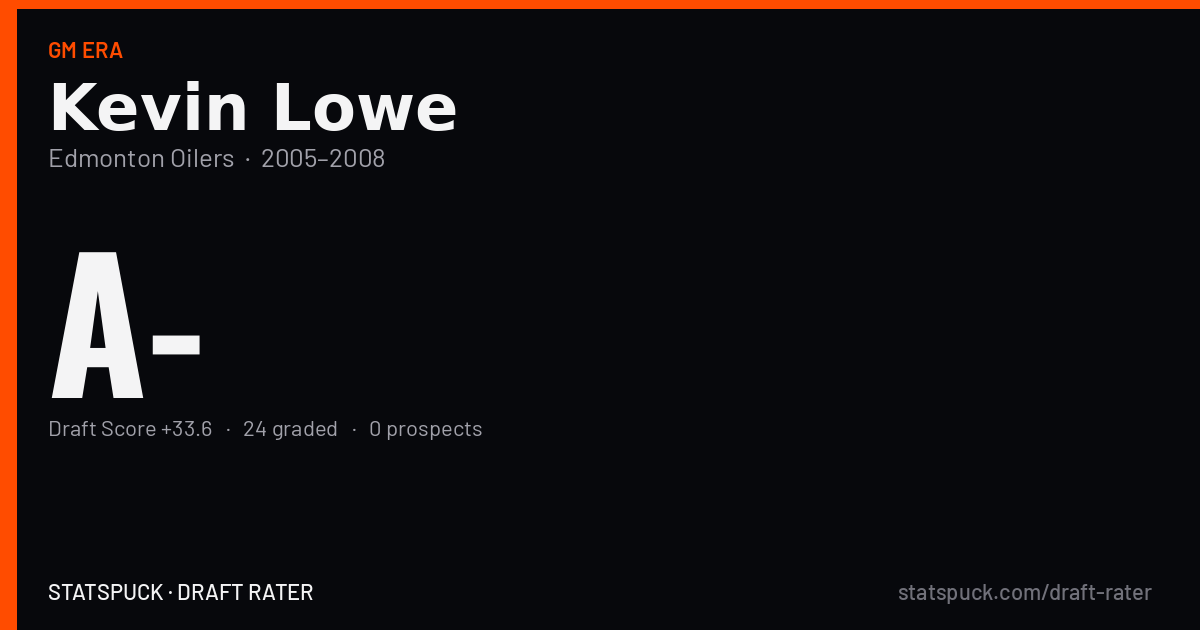 GM ERA
Kevin Lowe
Edmonton Oilers · 2005–2008
A-
Draft Score +33.6 · 24 graded · 0 prospects
STATSPUCK · DRAFT RATER
statspuck.com/draft-rater